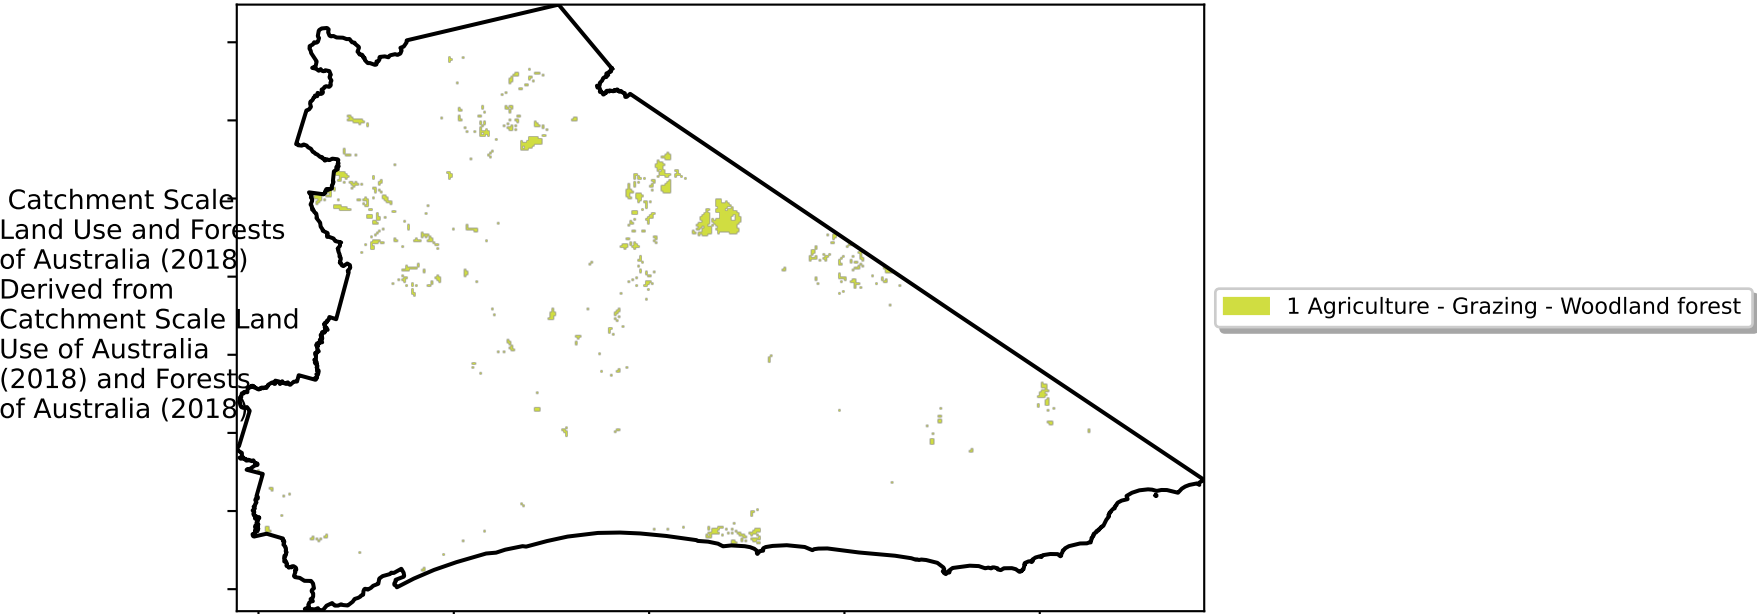 Catchment Scale
Land Use and Forests
of Australia (2018)
Derived from
Catchment Scale Land
Use of Australia
(2018) and Forests
of Australia (2018)
1 Agriculture - Grazing - Woodland forest